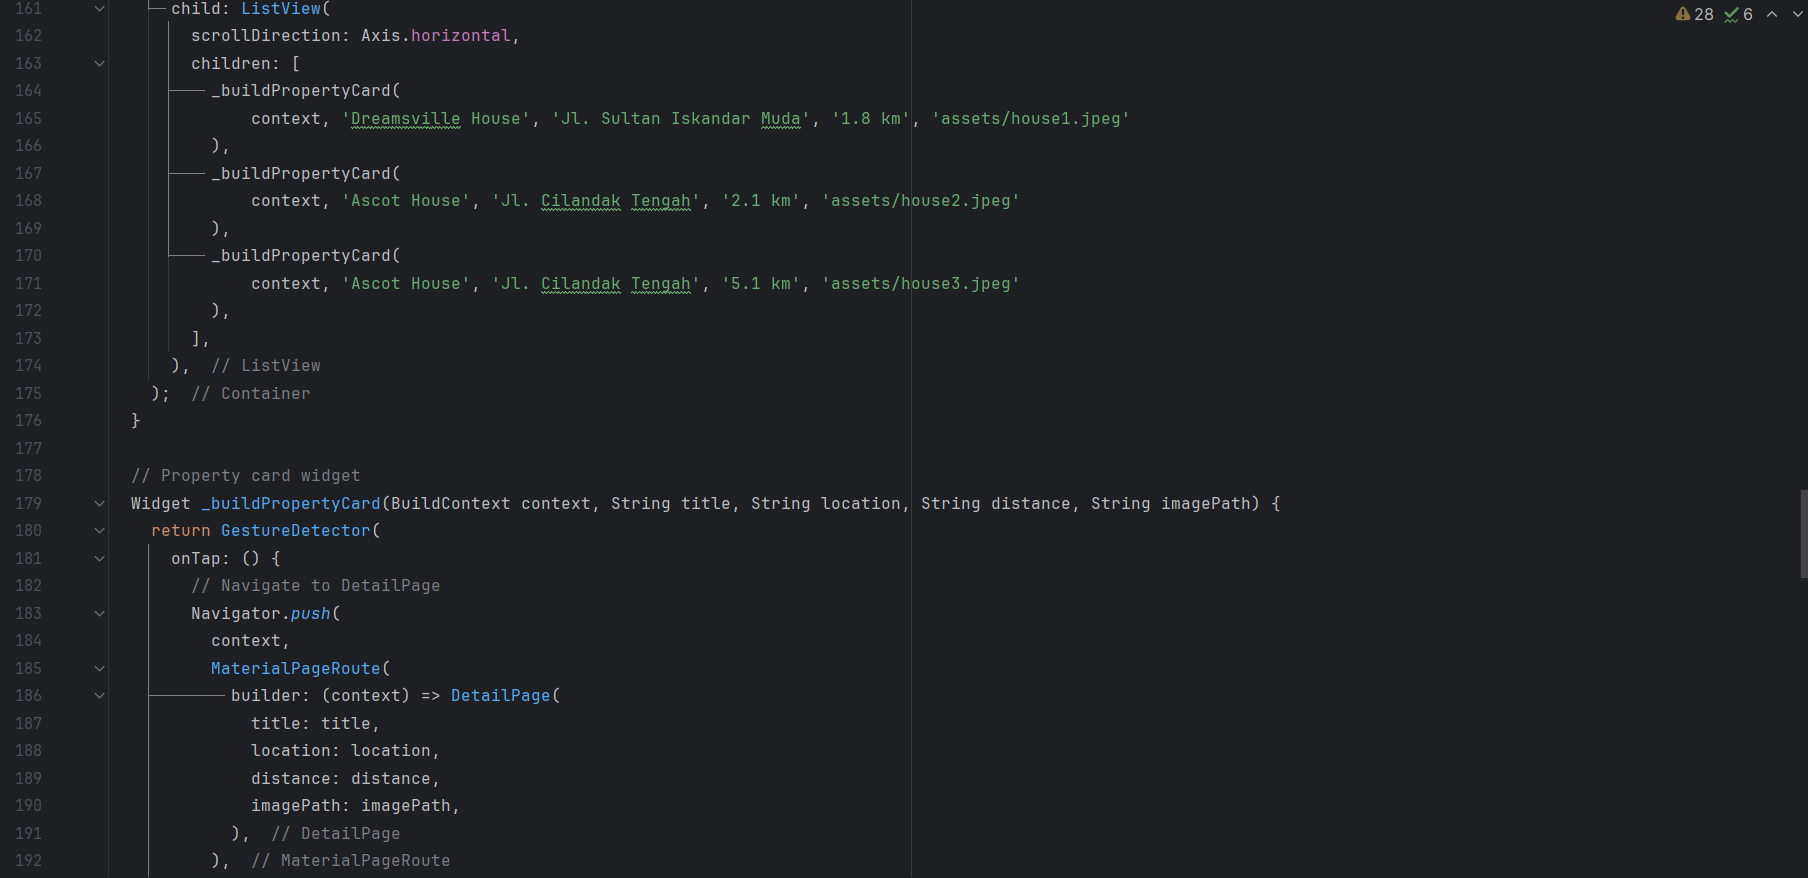 161 child: ListView(
162 scrollDirection: Axis.horizontal,
163 children: [
164 _buildPropertyCard(
165 context, 'Dreamsville House', 'Jl. Sultan Iskandar Muda', '1.8 km', 'assets/house1.jpeg'
166 ),
167 _buildPropertyCard(
168 context, 'Ascot House', 'Jl. Cilandak Tengah', '2.1 km', 'assets/house2.jpeg'
169 ),
170 _buildPropertyCard(
171 context, 'Ascot House', 'Jl. Cilandak Tengah', '5.1 km', 'assets/house3.jpeg'
172 ),
173 ],
174 ), // ListView
175 ); // Container
176 }
177
178 // Property card widget
179 Widget _buildPropertyCard(BuildContext context, String title, String location, String distance, String imagePath) {
180 return GestureDetector(
181 onTap: () {
182 // Navigate to DetailPage
183 Navigator.push(
184 context,
185 MaterialPageRoute(
186 builder: (context) => DetailPage(
187 title: title,
188 location: location,
189 distance: distance,
190 imagePath: imagePath,
191 ), // DetailPage
192 ), // MaterialPageRoute
28 6